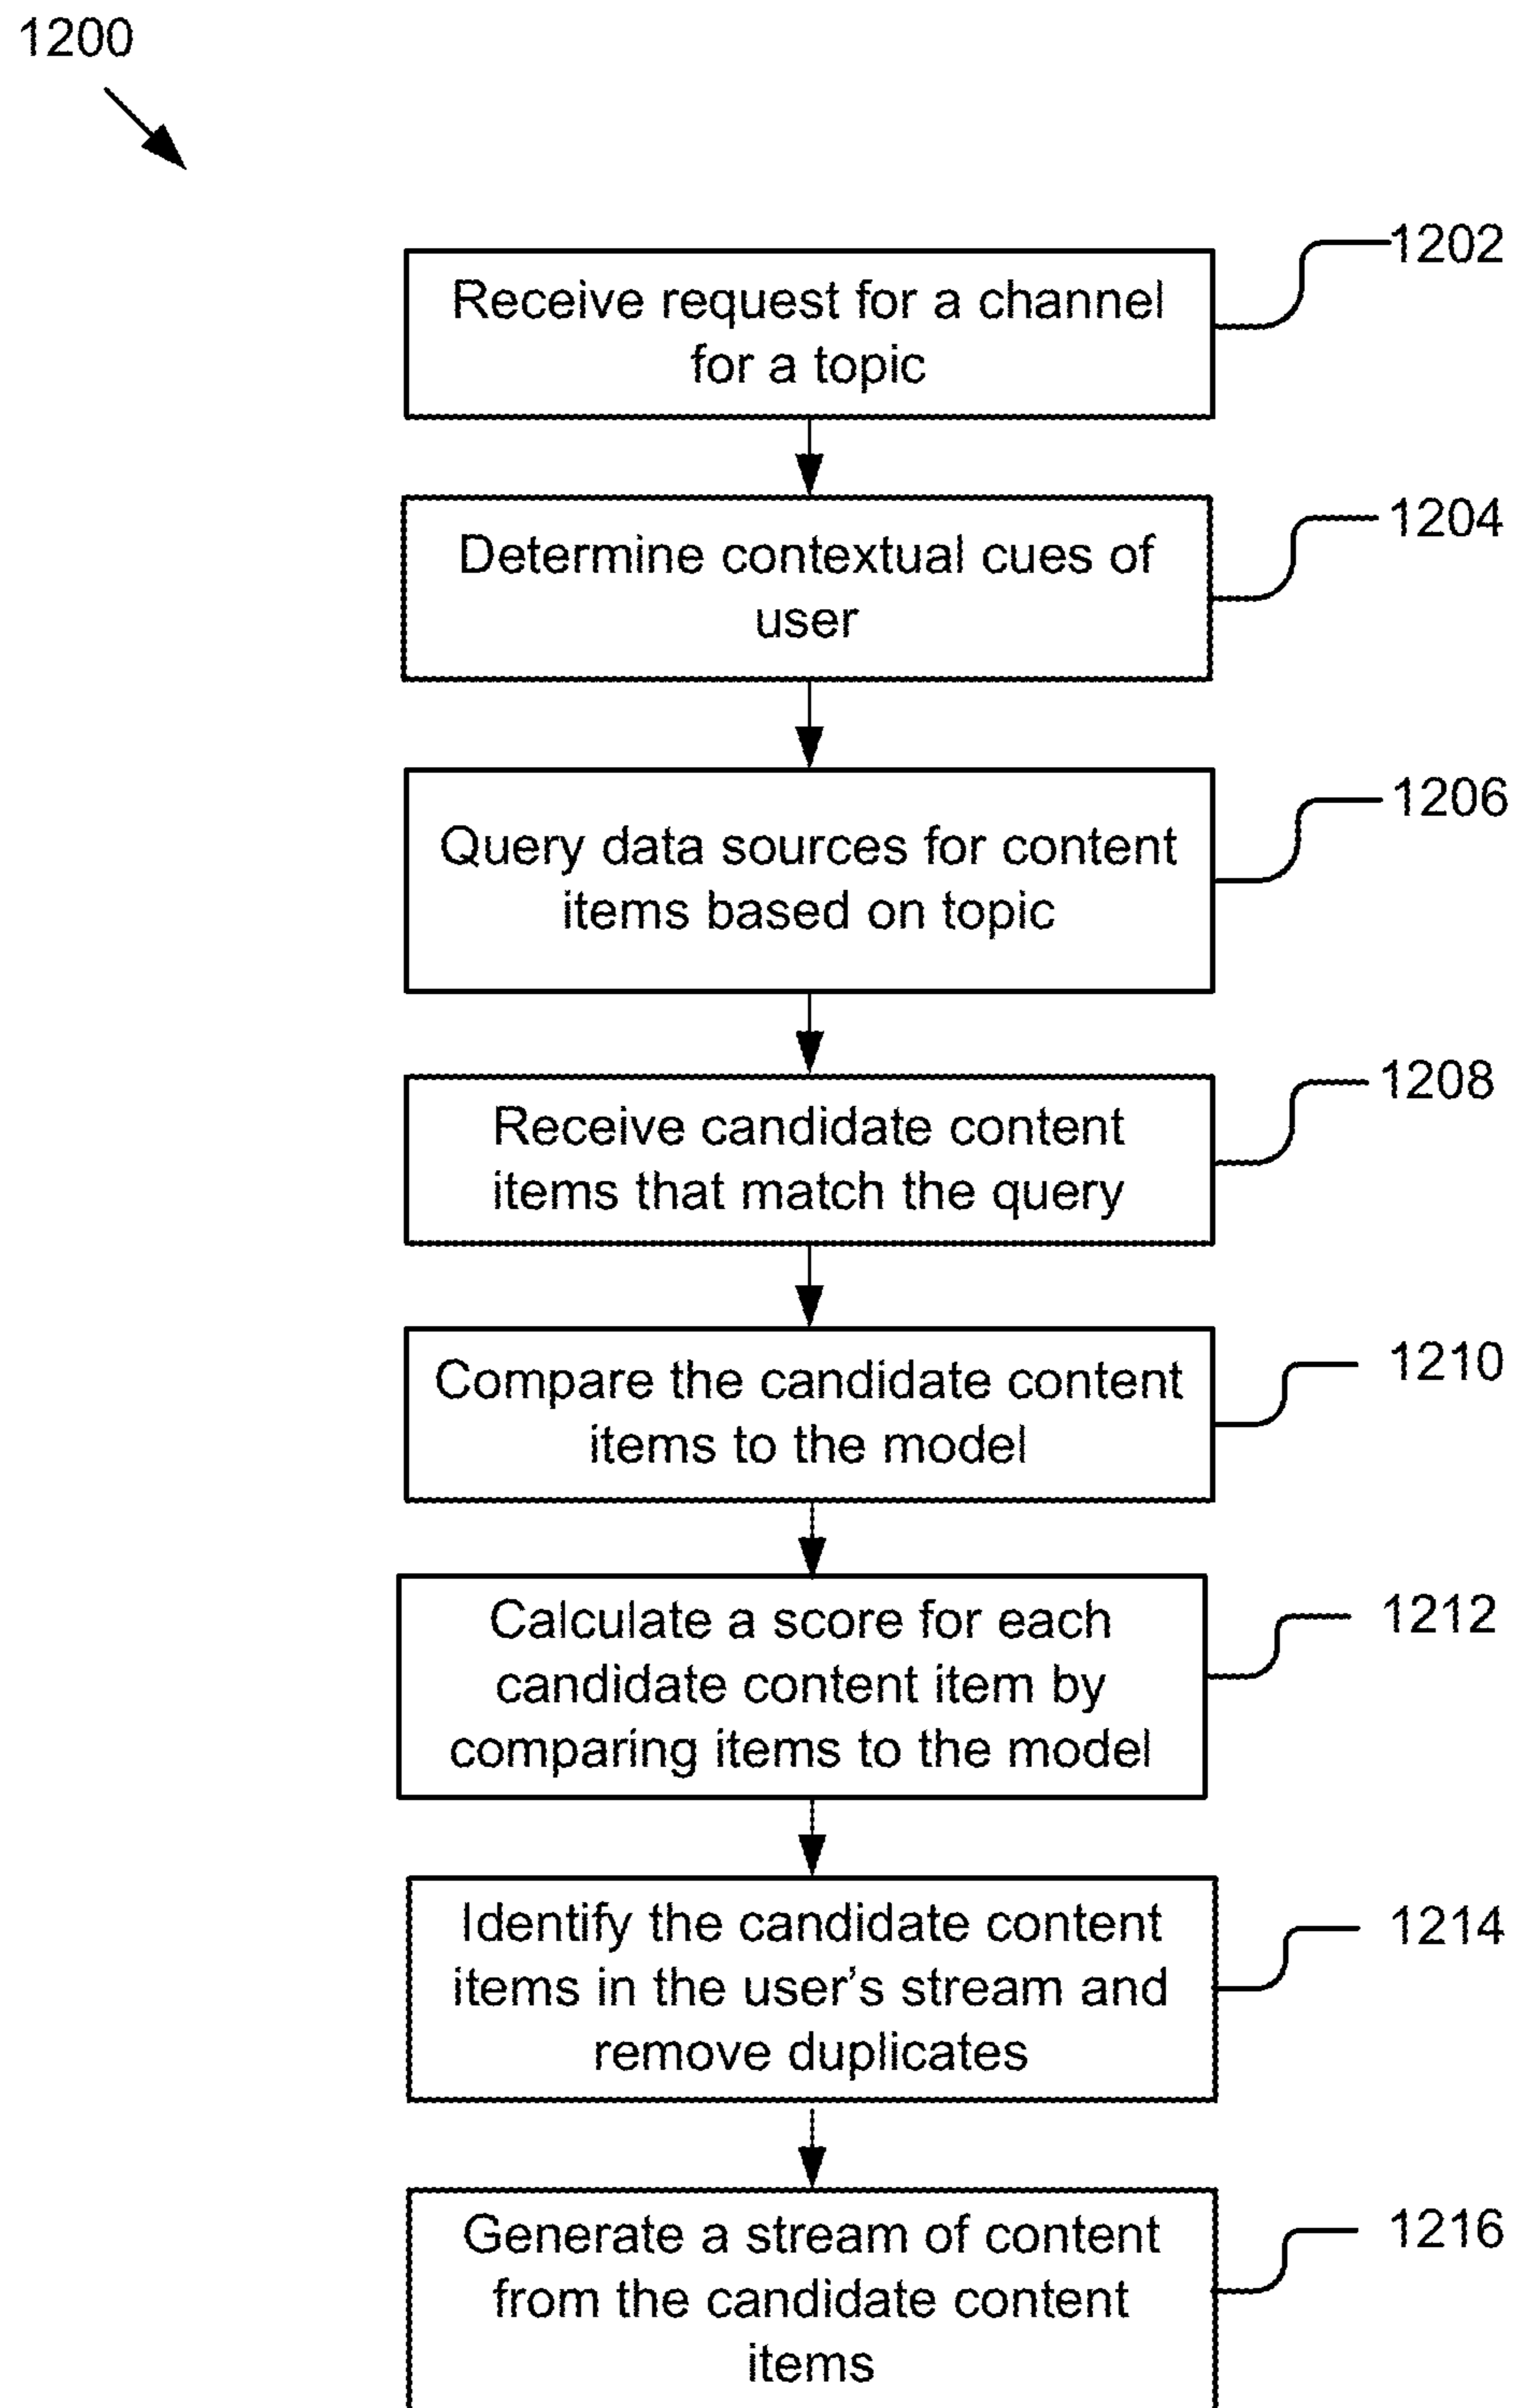 1200
1202
Receive request for a channel
for a topic
1204
Determine contextual cues of
user
1206
Query data sources for content
items based on topic
1208
Receive candidate content
items that match the query
1210
Compare the candidate content
items to the model
1212
Calculate a score for each
candidate content item by
comparing items to the model
1214
Identify the candidate content
items in the user’s stream and
remove duplicates
1216
Generate a stream of content
from the candidate content
items